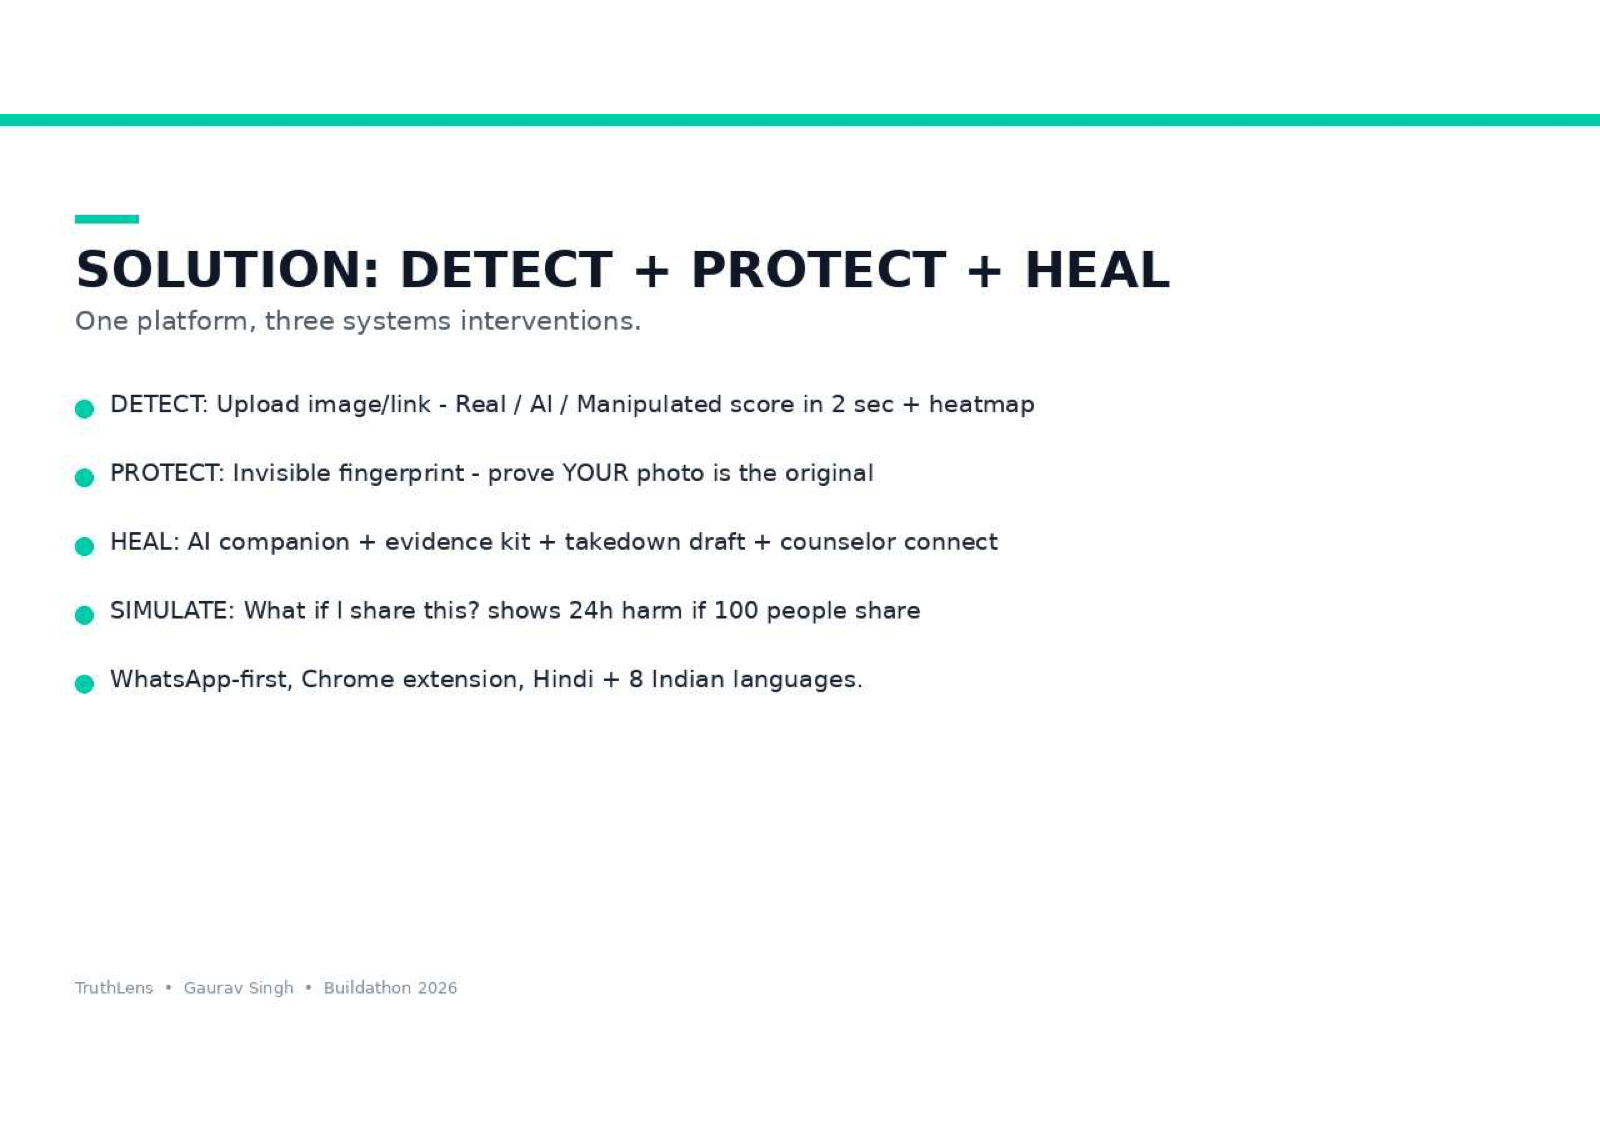 SOLUTION: DETECT + PROTECT + HEAL
One platform, three systems interventions.
DETECT: Upload image/link - Real / AI / Manipulated score in 2 sec + heatmap
PROTECT: Invisible fingerprint - prove YOUR photo is the original
HEAL: AI companion + evidence kit + takedown draft + counselor connect
SIMULATE: What if I share this? shows 24h harm if 100 people share
WhatsApp-first, Chrome extension, Hindi + 8 Indian languages.
TruthLens • Gaurav Singh • Buildathon 2026